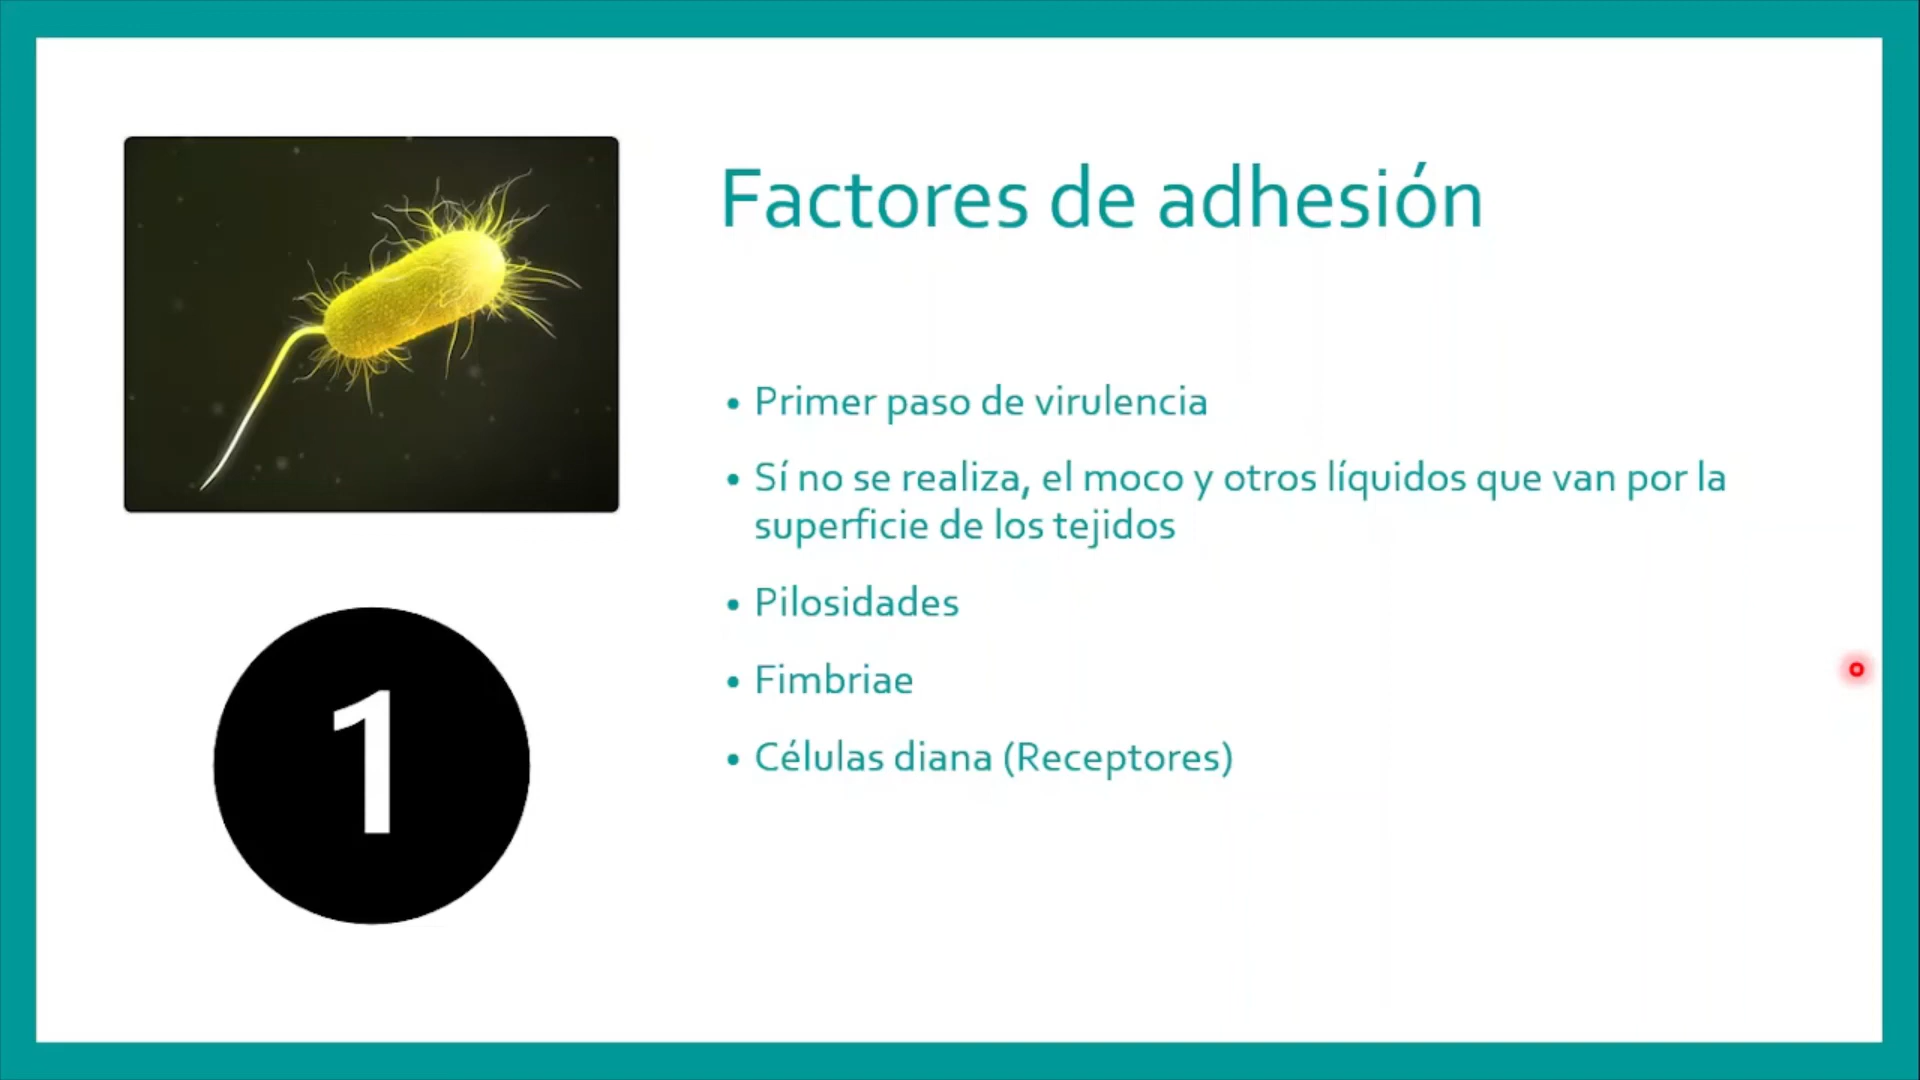 Factores de adhesión
• Primer paso de virulencia
• Sí no se realiza, el moco y otros líquidos que van por la
superficie de los tejidos
• Pilosidades
• Fimbriae
• Células diana (Receptores)
1